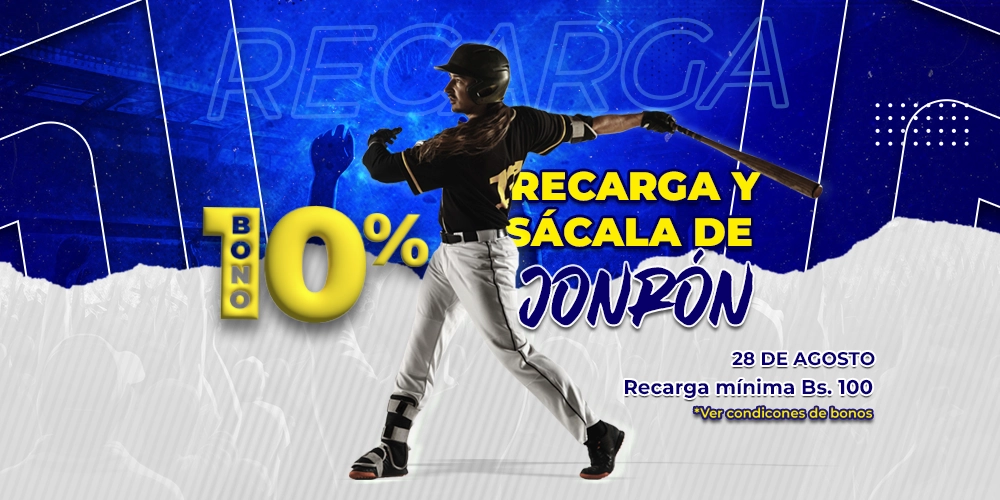 RECARGA
BONO
10%
RECARGA Y
SÁCALA DE
JONRÓN
28 DE AGOSTO
Recarga mínima Bs. 100
*Ver condicones de bonos